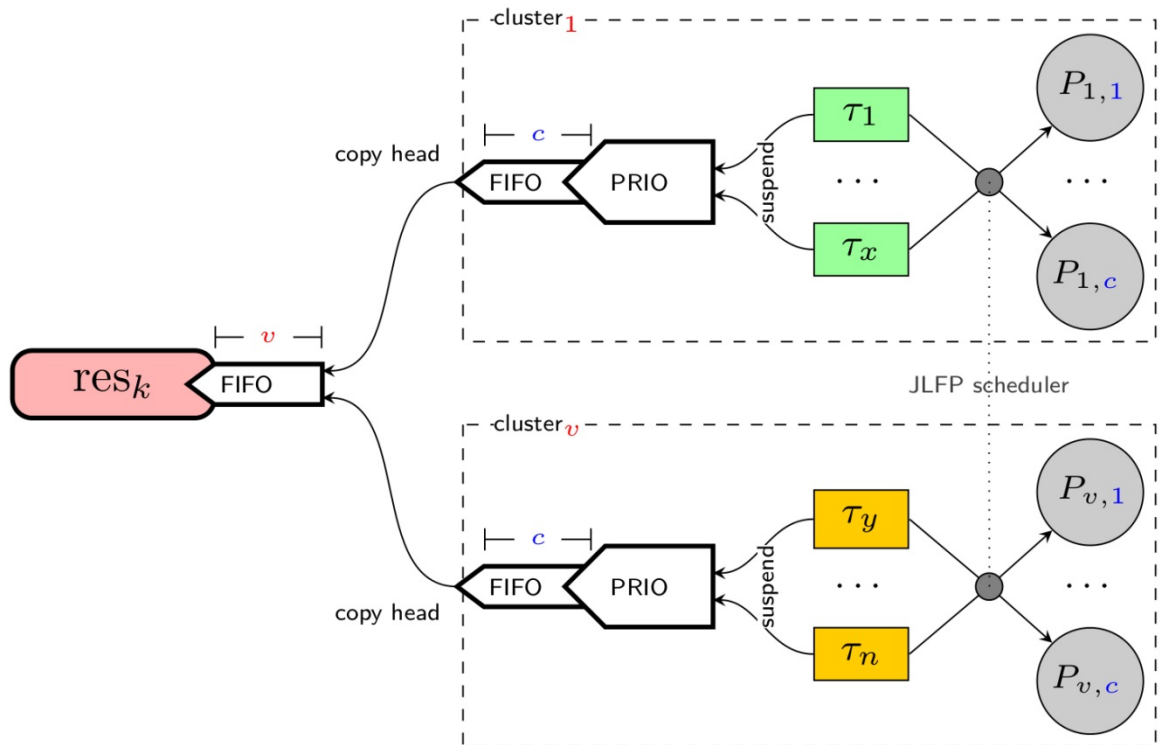 cluster₁
c
τ₁
P₁,₁
copy head
FIFO
PRIO
suspend
· · ·
· · ·
τₓ
P₁,c
v
resₖ
FIFO
JLFP scheduler
clusterᵥ
c
τ_y
Pᵥ,₁
FIFO
PRIO
suspend
· · ·
· · ·
copy head
τₙ
Pᵥ,c